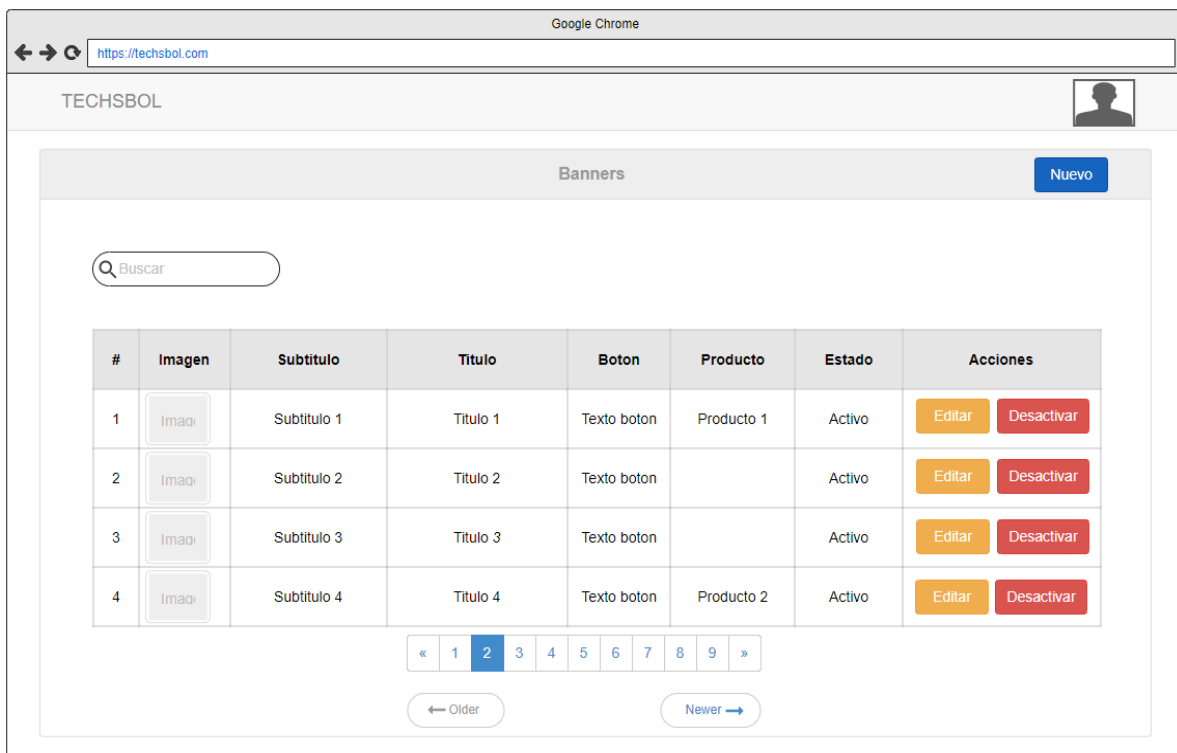 Google Chrome
https://techsbol.com
TECHSBOL
Banners
Nuevo
Buscar
# Imagen Subtitulo Titulo Boton Producto Estado Acciones
1 Subtitulo 1 Titulo 1 Texto boton Producto 1 Activo Editar Desactivar
2 Subtitulo 2 Titulo 2 Texto boton Activo Editar Desactivar
3 Subtitulo 3 Titulo 3 Texto boton Activo Editar Desactivar
4 Subtitulo 4 Titulo 4 Texto boton Producto 2 Activo Editar Desactivar
« 1 2 3 4 5 6 7 8 9 »
Older Newer